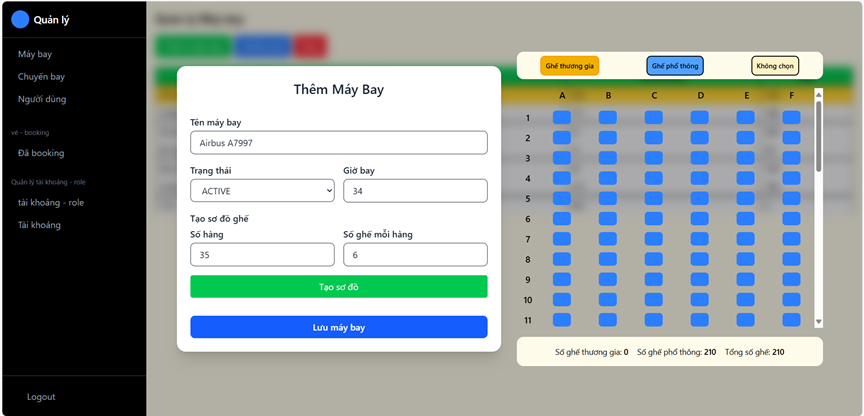 Quản lý
Máy bay
Chuyến bay
Người dùng
vé - booking
Đã booking
Quản lý tài khoảng - role
tài khoảng - role
Tài khoảng
Logout
Thêm Máy Bay
Tên máy bay
Airbus A7997
Trạng thái Giờ bay
ACTIVE 34
Tạo sơ đồ ghế
Số hàng Số ghế mỗi hàng
35 6
Tạo sơ đồ
Lưu máy bay
Ghế thương gia Ghế phổ thông Không chọn
A B C D E F
1
2
3
4
5
6
7
8
9
10
11
Số ghế thương gia: 0 Số ghế phổ thông: 210 Tổng số ghế: 210